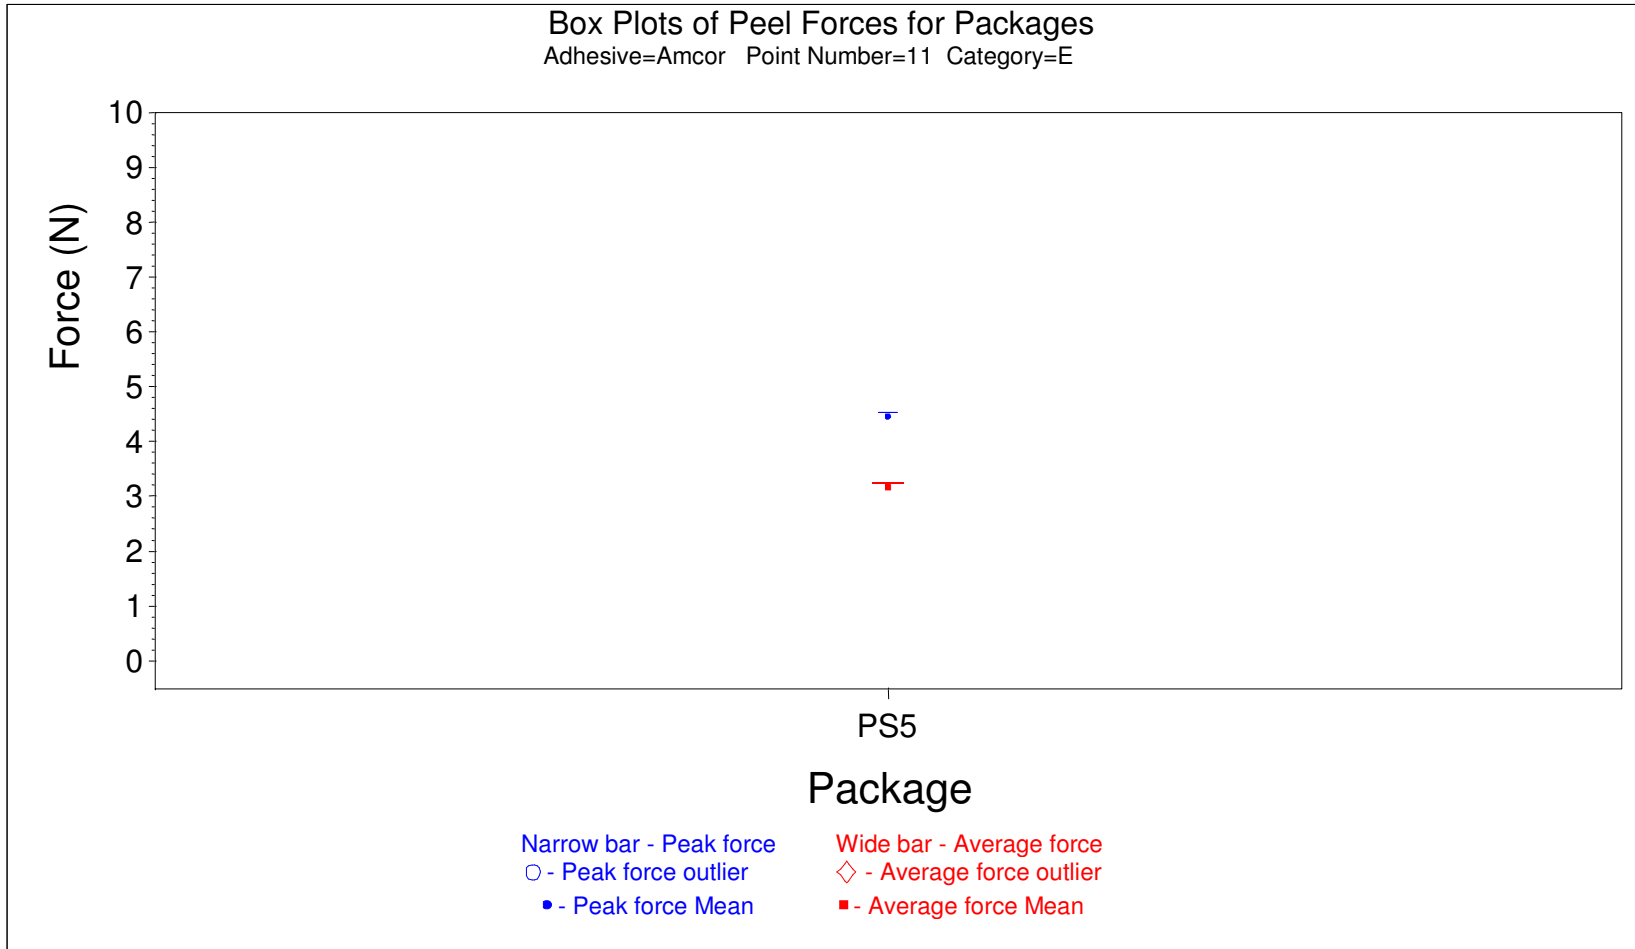 Box Plots of Peel Forces for Packages
Adhesive=Amcor Point Number=11 Category=E
Force (N)
10
9
8
7
6
5
4
3
2
1
0
PS5
Package
Narrow bar - Peak force Wide bar - Average force
- Peak force outlier - Average force outlier
- Peak force Mean - Average force Mean